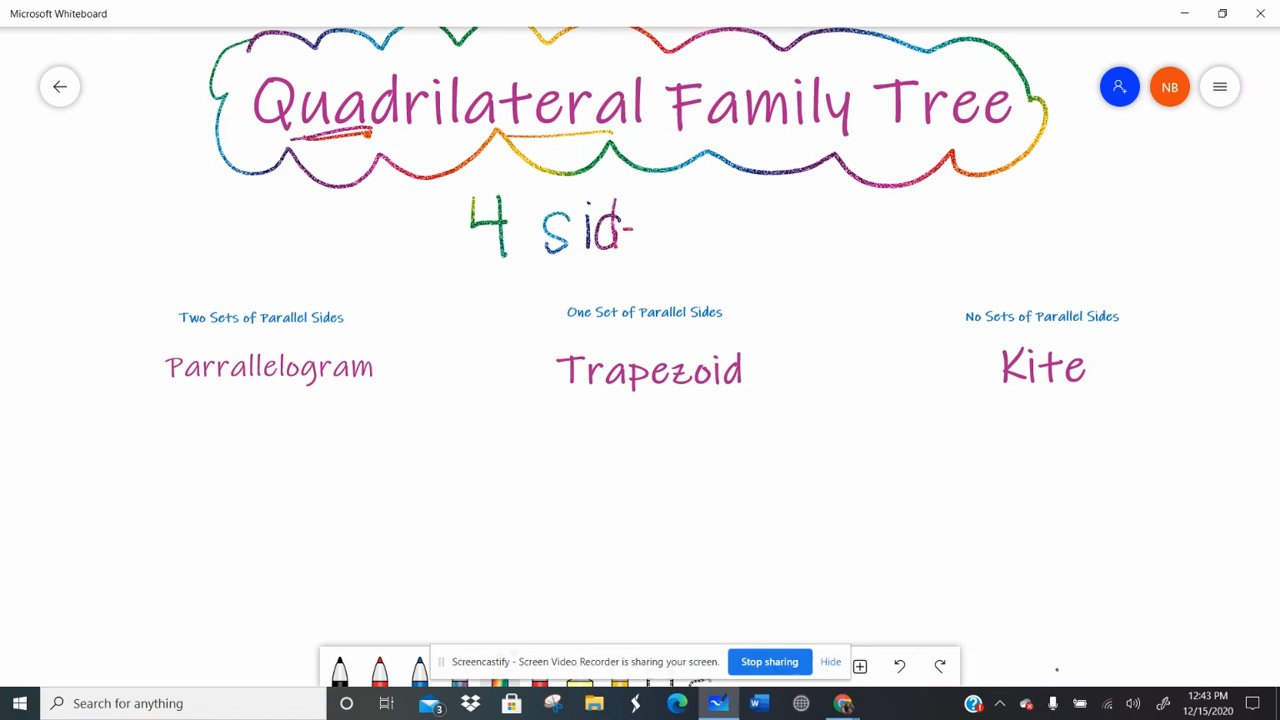 Microsoft Whiteboard
Quadrilateral Family Tree
NB
4 sid
Two Sets of Parallel Sides
One Set of Parallel Sides
No Sets of Parallel Sides
Parrallelogram
Trapezoid
Kite
Screencastify - Screen Video Recorder is sharing your screen.
Stop sharing
Hide
Search for anything
3
12:43 PM
12/15/2020